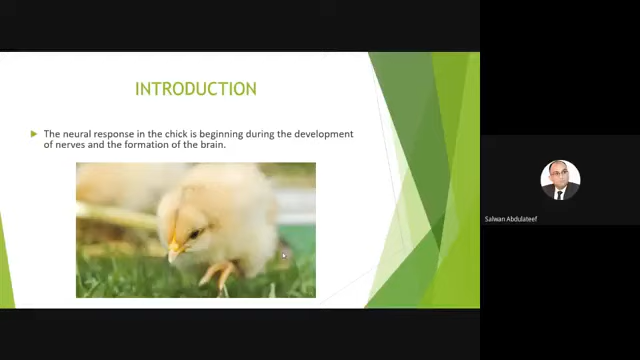 INTRODUCTION
The neural response in the chick is beginning during the development
of nerves and the formation of the brain.
Salwan Abdulateef